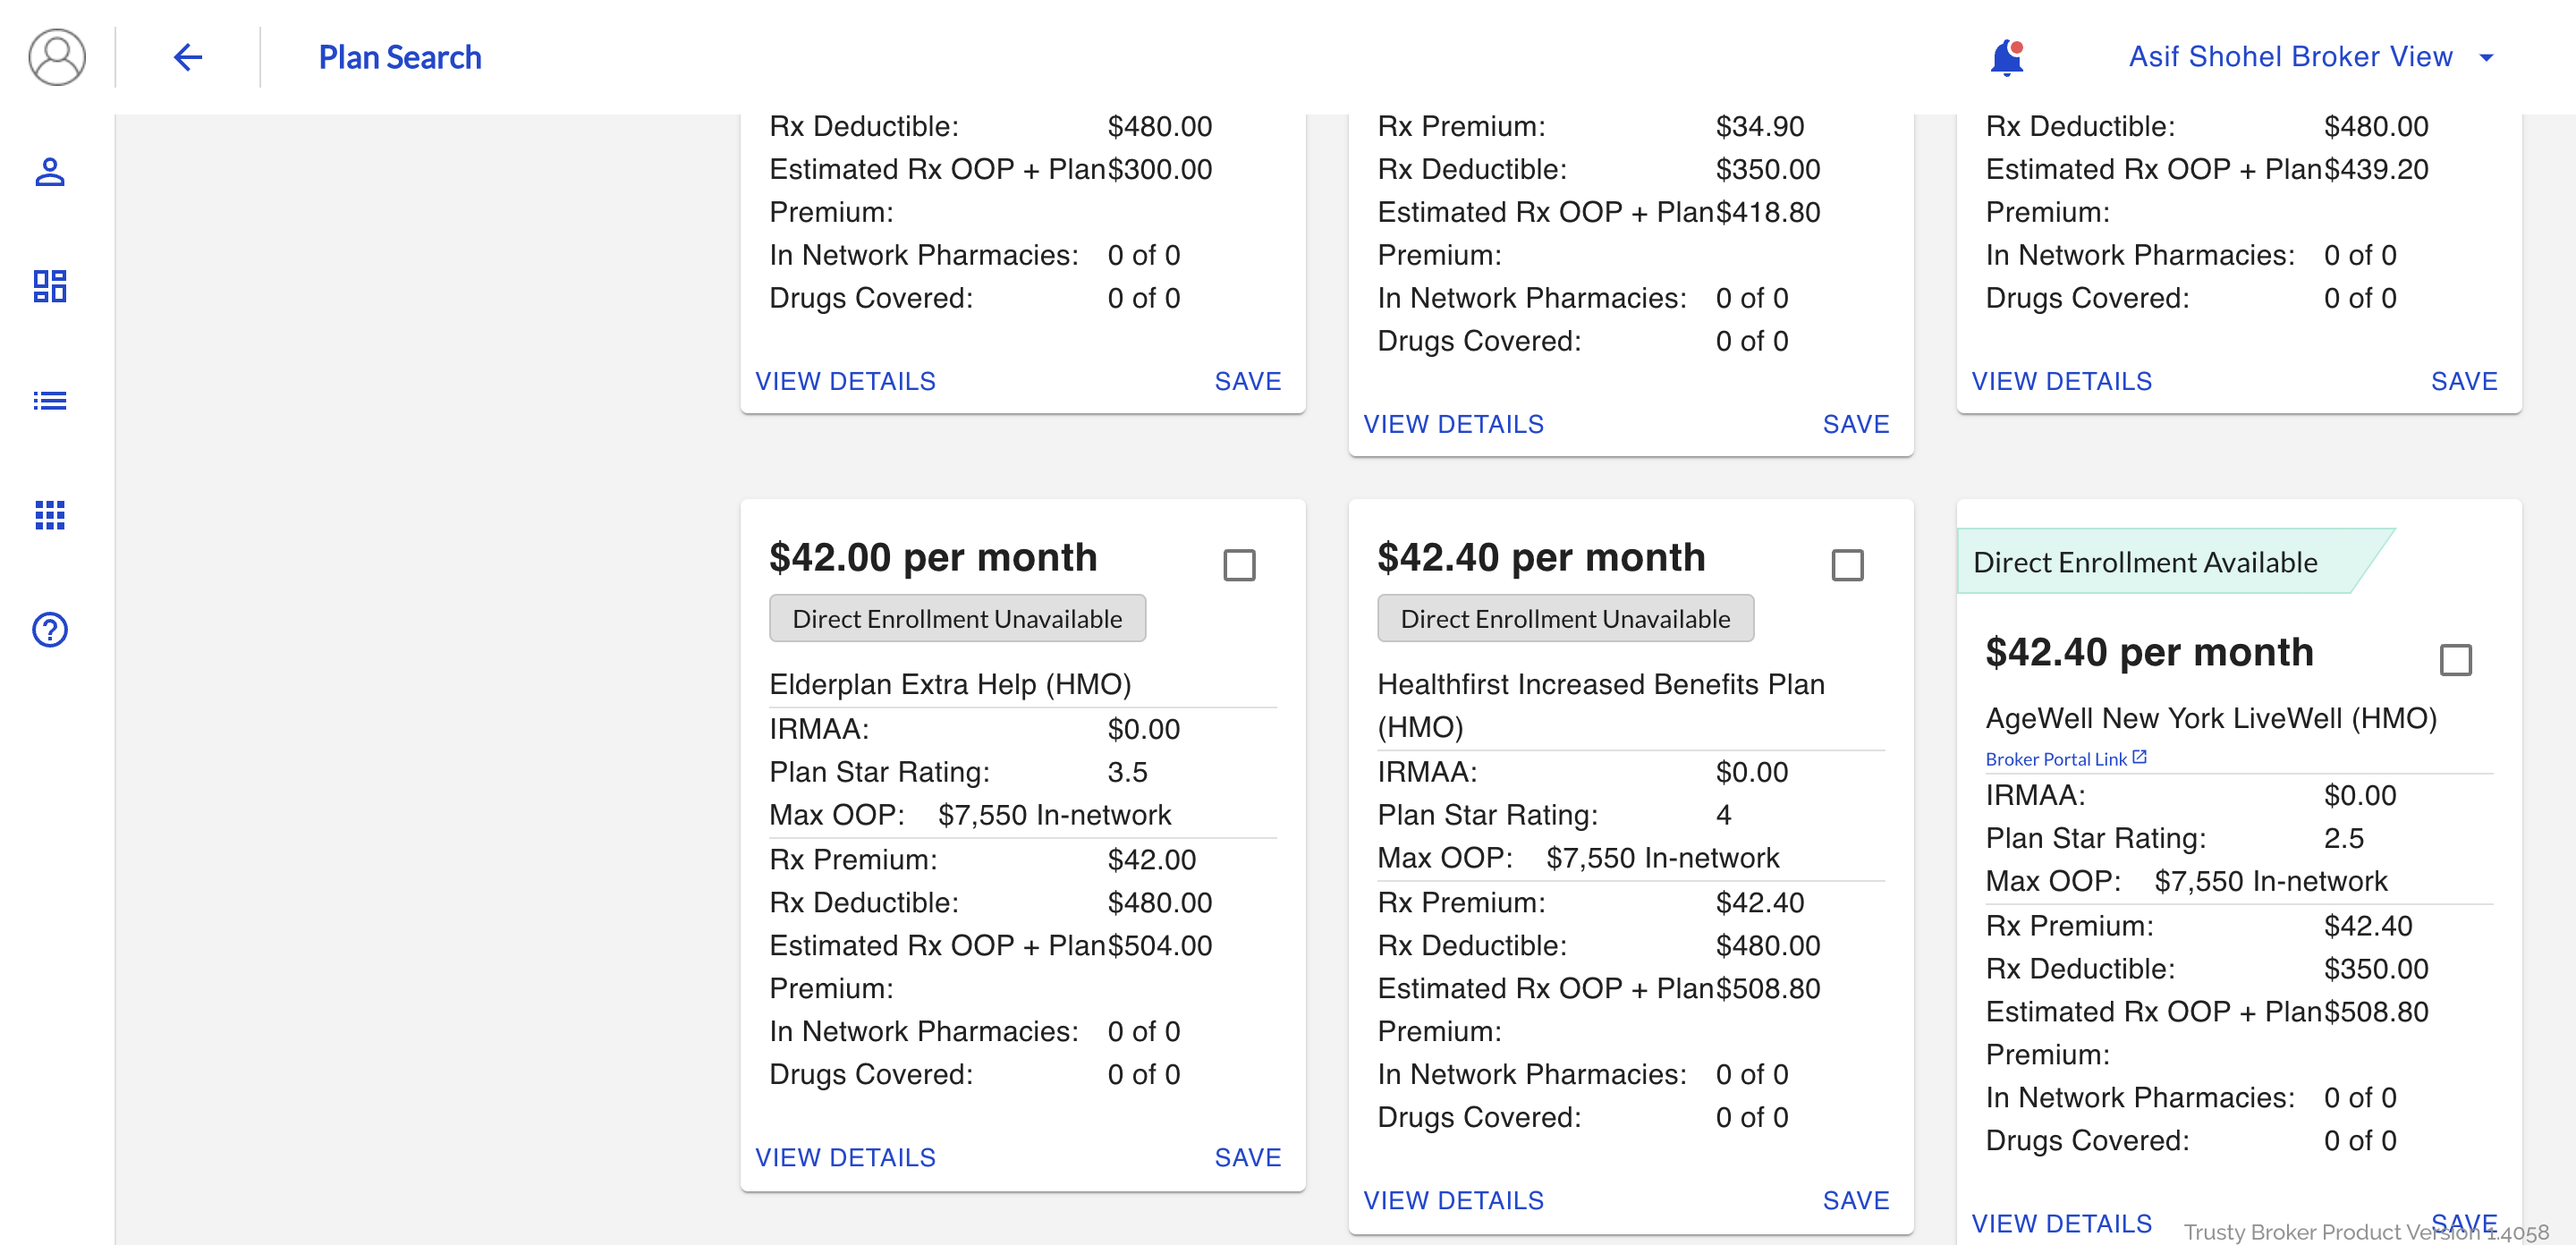 Plan Search
Asif Shohel Broker View
Rx Deductible: $480.00
Estimated Rx OOP + Plan $300.00
Premium:
In Network Pharmacies: 0 of 0
Drugs Covered: 0 of 0
VIEW DETAILS SAVE
Rx Premium: $34.90
Rx Deductible: $350.00
Estimated Rx OOP + Plan $418.80
Premium:
In Network Pharmacies: 0 of 0
Drugs Covered: 0 of 0
VIEW DETAILS SAVE
Rx Deductible: $480.00
Estimated Rx OOP + Plan $439.20
Premium:
In Network Pharmacies: 0 of 0
Drugs Covered: 0 of 0
VIEW DETAILS SAVE
$42.00 per month
Direct Enrollment Unavailable
Elderplan Extra Help (HMO)
IRMAA: $0.00
Plan Star Rating: 3.5
Max OOP: $7,550 In-network
Rx Premium: $42.00
Rx Deductible: $480.00
Estimated Rx OOP + Plan $504.00
Premium:
In Network Pharmacies: 0 of 0
Drugs Covered: 0 of 0
VIEW DETAILS SAVE
$42.40 per month
Direct Enrollment Unavailable
Healthfirst Increased Benefits Plan
(HMO)
IRMAA: $0.00
Plan Star Rating: 4
Max OOP: $7,550 In-network
Rx Premium: $42.40
Rx Deductible: $480.00
Estimated Rx OOP + Plan $508.80
Premium:
In Network Pharmacies: 0 of 0
Drugs Covered: 0 of 0
VIEW DETAILS SAVE
Direct Enrollment Available
$42.40 per month
AgeWell New York LiveWell (HMO)
Broker Portal Link
IRMAA: $0.00
Plan Star Rating: 2.5
Max OOP: $7,550 In-network
Rx Premium: $42.40
Rx Deductible: $350.00
Estimated Rx OOP + Plan $508.80
Premium:
In Network Pharmacies: 0 of 0
Drugs Covered: 0 of 0
VIEW DETAILS SAVE
Trusty Broker Product Version 1.4058